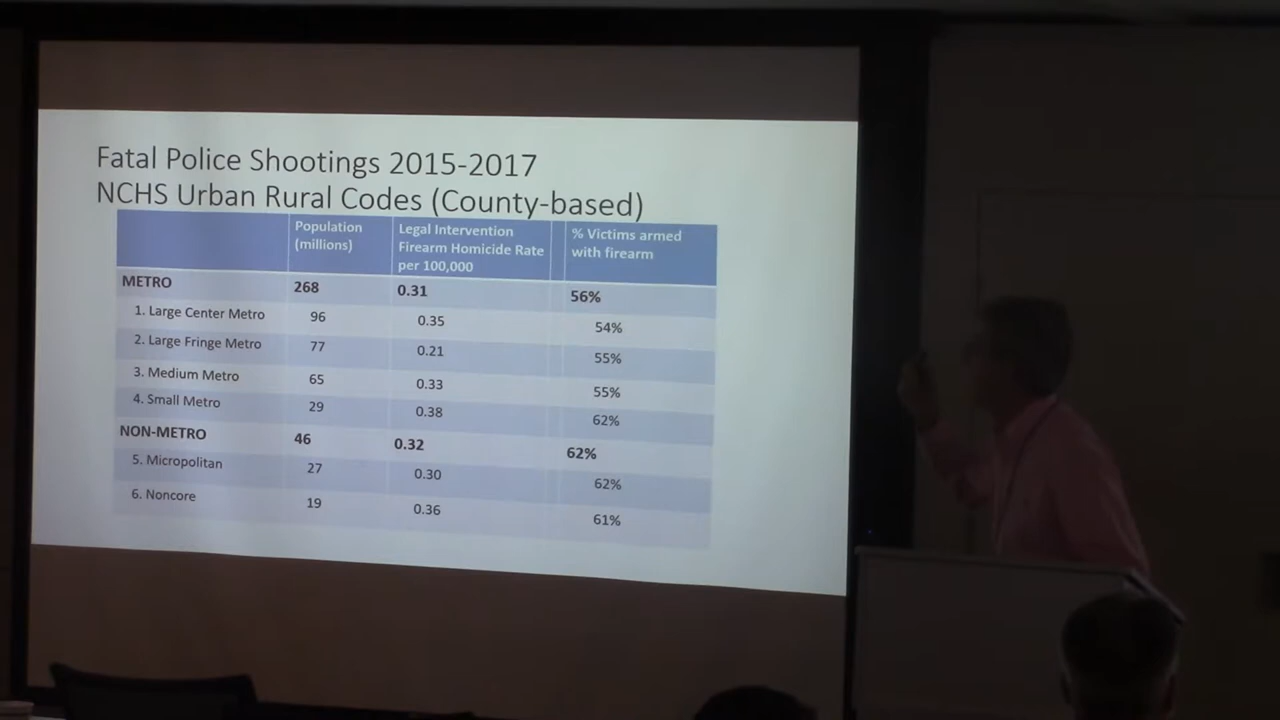 Fatal Police Shootings 2015-2017
NCHS Urban Rural Codes (County-based)
Population (millions)
Legal Intervention Firearm Homicide Rate per 100,000
% Victims armed with firearm
METRO 268 0.31 56%
1. Large Center Metro 96 0.35 54%
2. Large Fringe Metro 77 0.21 55%
3. Medium Metro 65 0.33 55%
4. Small Metro 29 0.38 62%
NON-METRO 46 0.32 62%
5. Micropolitan 27 0.30 62%
6. Noncore 19 0.36 61%